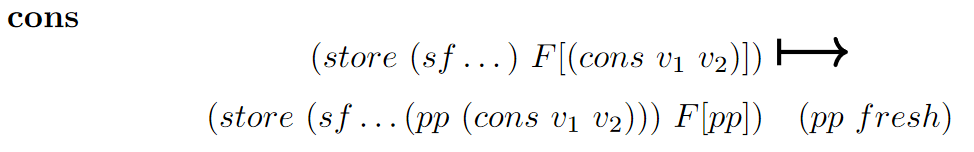 cons
(store (sf …) F[(cons v₁ v₂)]) ⟼
(store (sf … (pp (cons v₁ v₂))) F[pp]) (pp fresh)